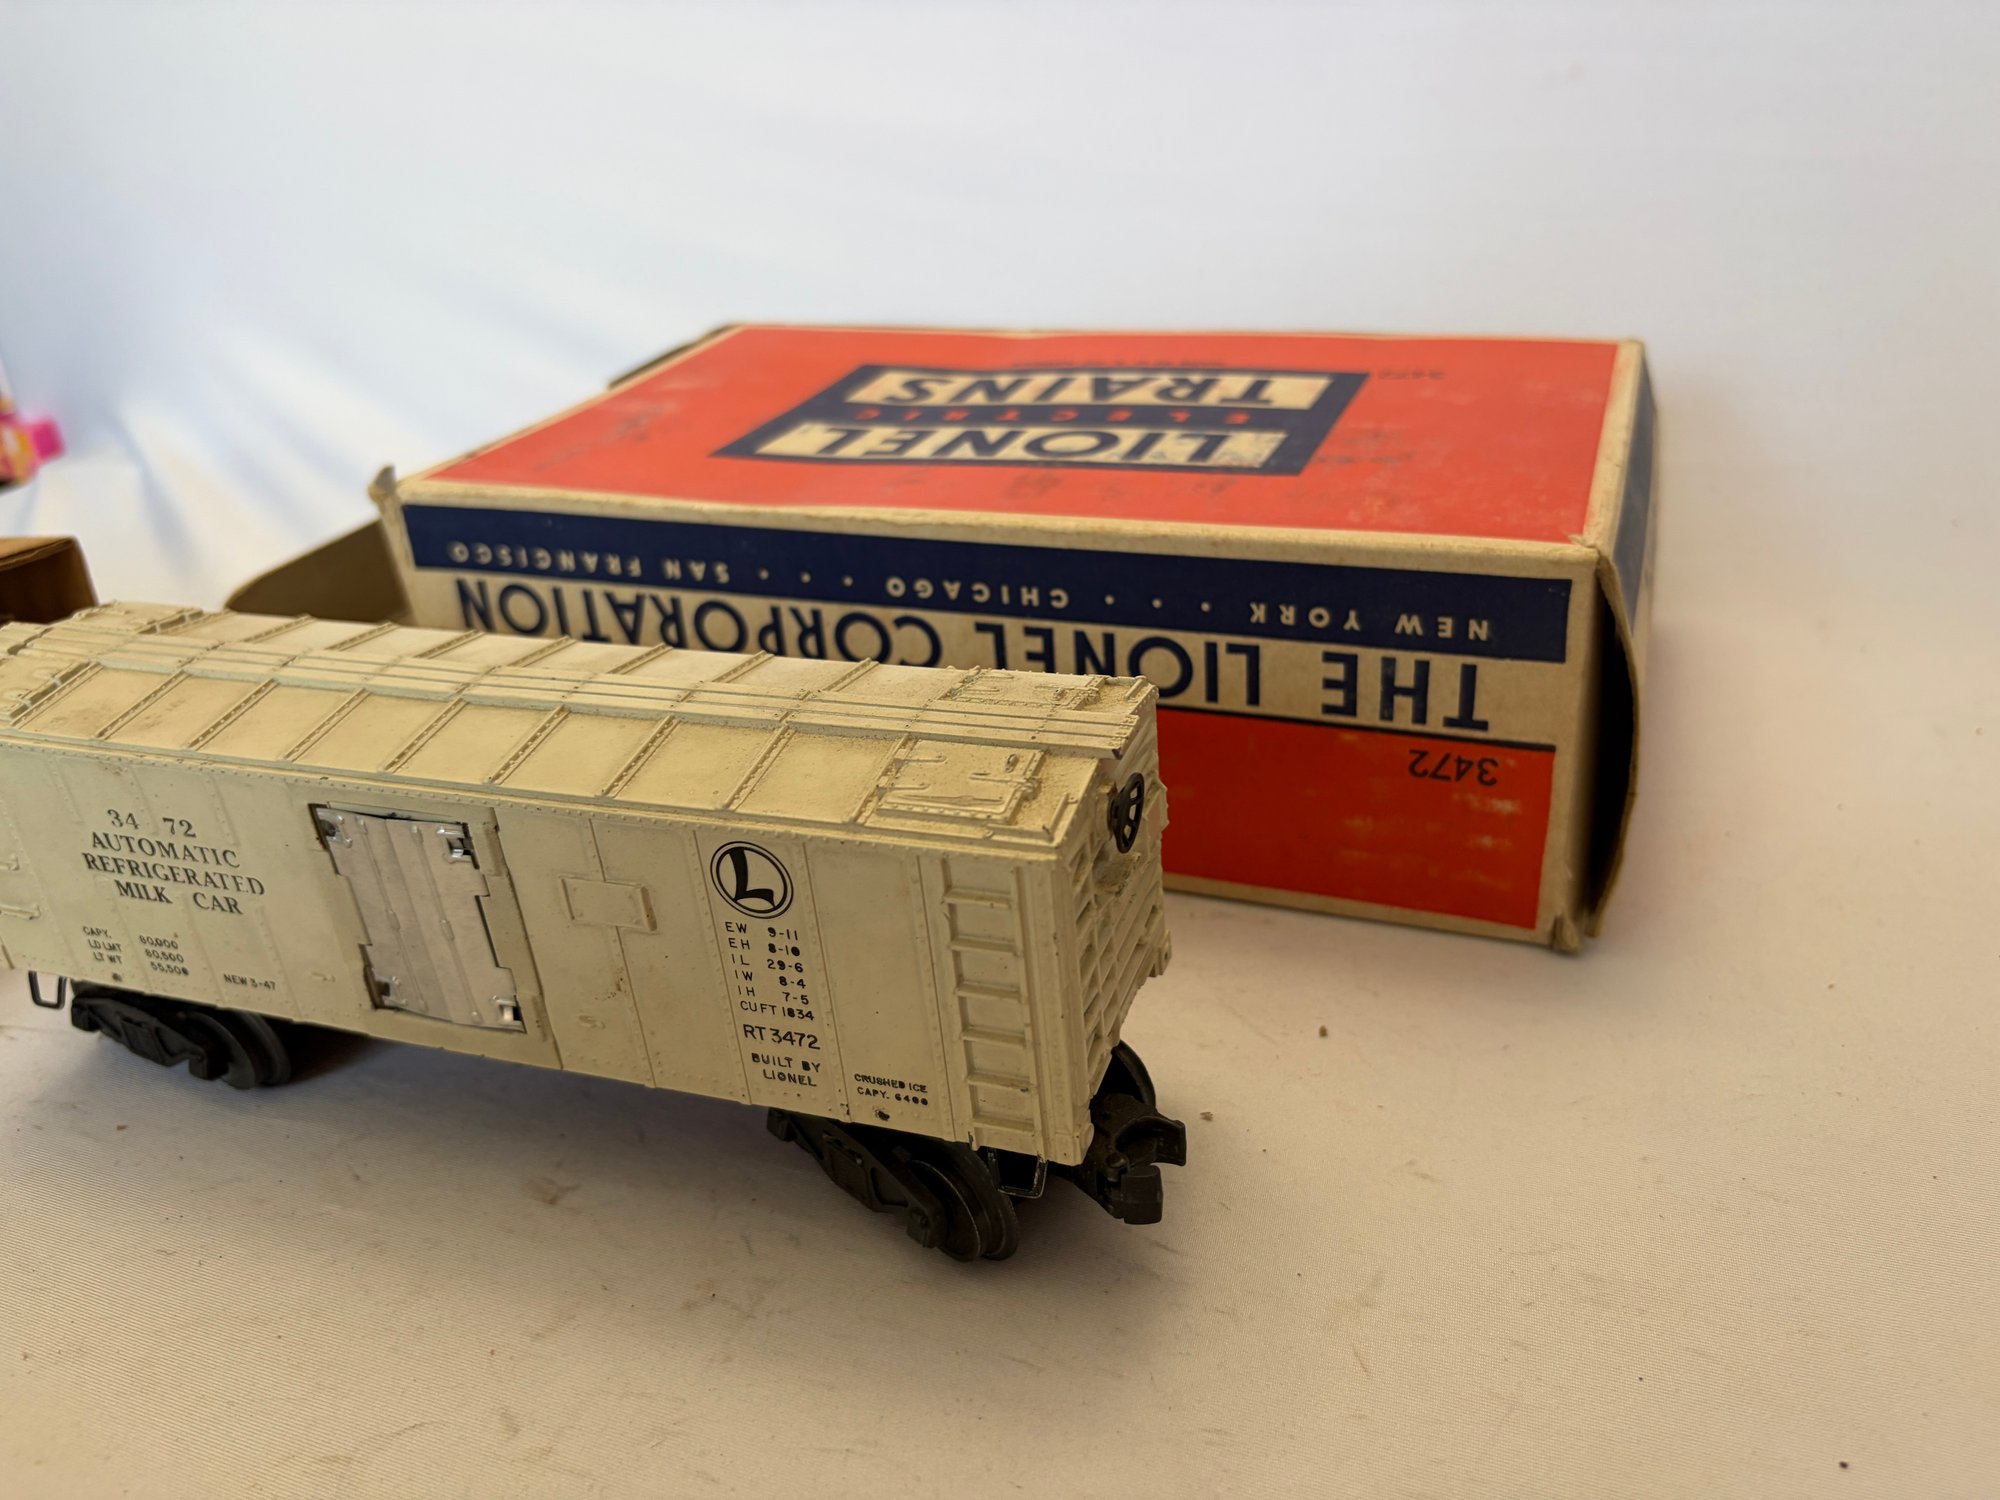 3472
LIONEL
ELECTRIC
TRAINS
3472
THE LIONEL CORPORATION
NEW YORK • • • CHICAGO • • • SAN FRANCISCO
34 72
AUTOMATIC
REFRIGERATED
MILK CAR
CAPY. 80,000
LD LMT 80,500
LT WT 55,500
NEW 3-47
L
EW 9-11
EH 8-10
IL 29-6
IW 8-4
IH 7-5
CU FT 1834
RT 3472
BUILT BY
LIONEL
CRUSHED ICE
CAPY. 6400